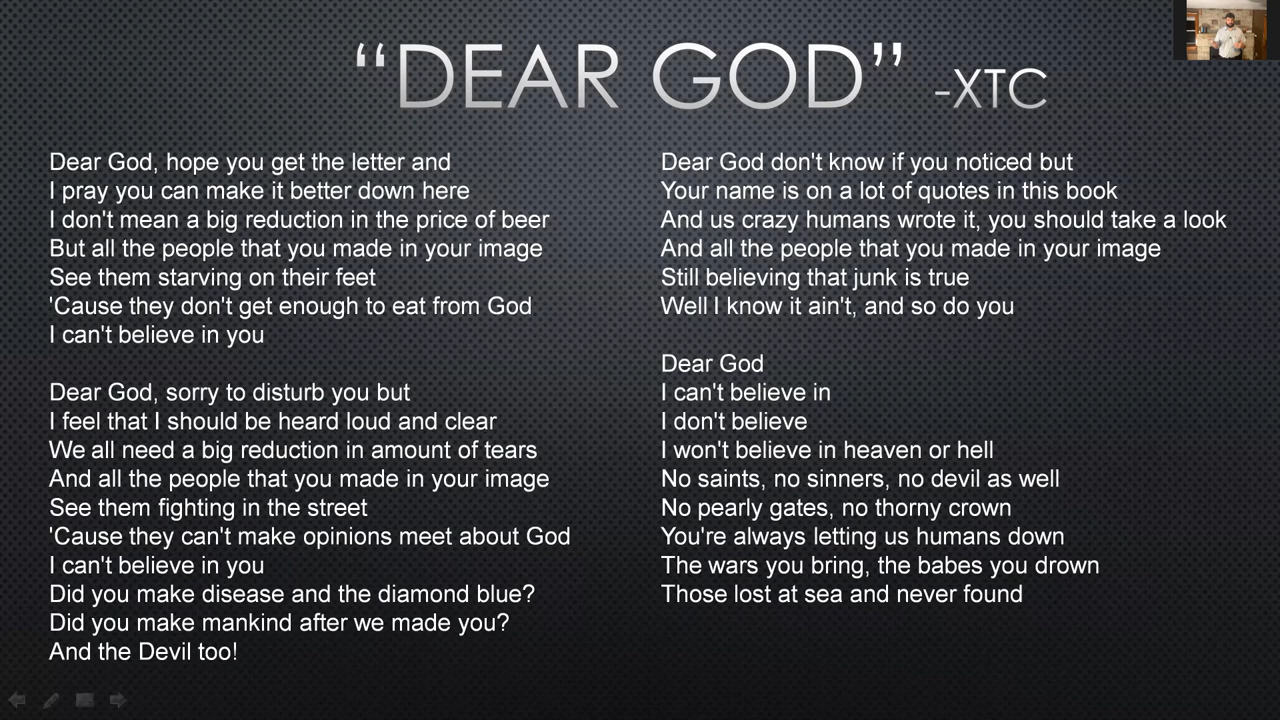 “DEAR GOD” -XTC
Dear God, hope you get the letter and
I pray you can make it better down here
I don't mean a big reduction in the price of beer
But all the people that you made in your image
See them starving on their feet
'Cause they don't get enough to eat from God
I can't believe in you
Dear God, sorry to disturb you but
I feel that I should be heard loud and clear
We all need a big reduction in amount of tears
And all the people that you made in your image
See them fighting in the street
'Cause they can't make opinions meet about God
I can't believe in you
Did you make disease and the diamond blue?
Did you make mankind after we made you?
And the Devil too!
Dear God don't know if you noticed but
Your name is on a lot of quotes in this book
And us crazy humans wrote it, you should take a look
And all the people that you made in your image
Still believing that junk is true
Well I know it ain't, and so do you
Dear God
I can't believe in
I don't believe
I won't believe in heaven or hell
No saints, no sinners, no devil as well
No pearly gates, no thorny crown
You're always letting us humans down
The wars you bring, the babes you drown
Those lost at sea and never found